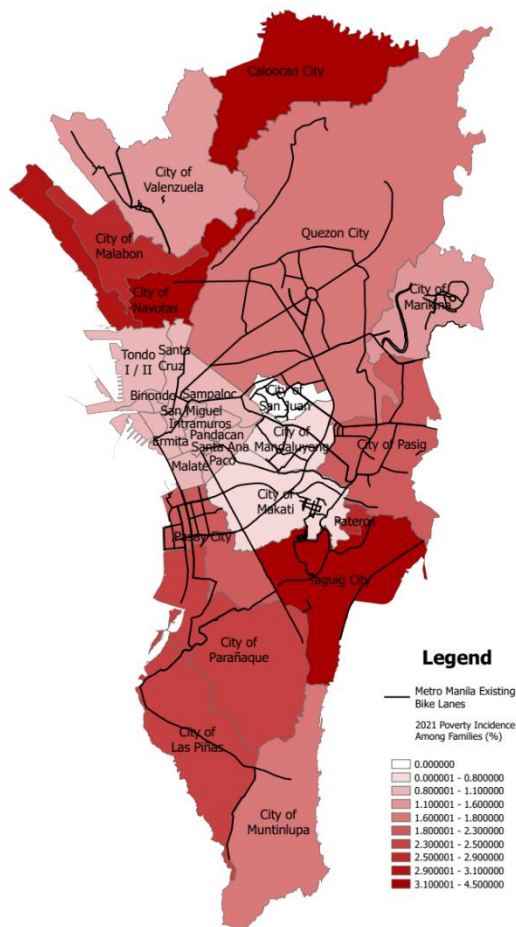 Caloocan City
City of
Valenzuela
Quezon City
City of
Malabon
City of
Navotas
City of
Marikina
Tondo
I / II
Santa
Cruz
Binondo
Sampaloc
City of
San Juan
San Miguel
Intramuros
Pandacan
City of
Mandaluyong
Ermita
Santa Ana
City of Pasig
Paco
Malate
City of
Makati
Pateros
Pasay City
Taguig City
City of
Parañaque
City of
Las Piñas
City of
Muntinlupa
Legend
Metro Manila Existing
Bike Lanes
2021 Poverty Incidence
Among Families (%)
0.000000
0.000001 - 0.800000
0.800001 - 1.100000
1.100001 - 1.600000
1.600001 - 1.800000
1.800001 - 2.300000
2.300001 - 2.500000
2.500001 - 2.900000
2.900001 - 3.100000
3.100001 - 4.500000